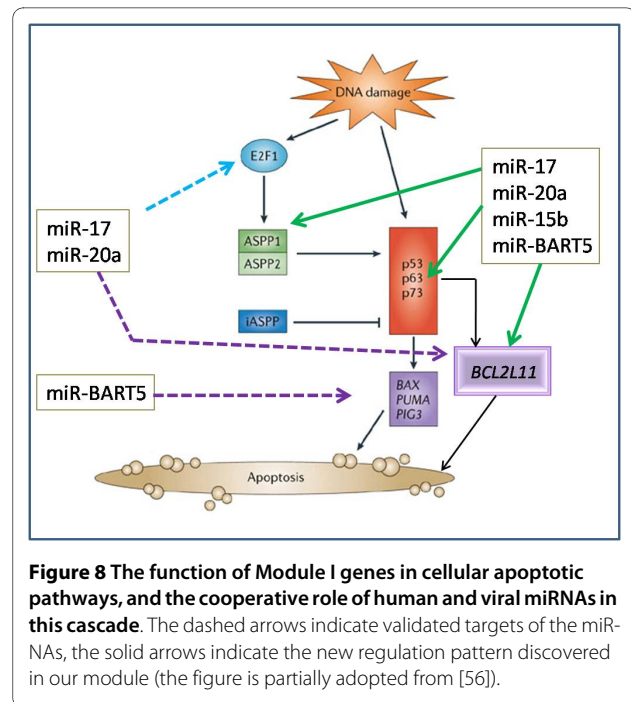 DNA damage
E2F1
miR-17
miR-20a
miR-15b
miR-BART5
miR-17
miR-20a
ASPP1
ASPP2
p53
p63
p73
iASPP
BCL2L11
miR-BART5
BAX
PUMA
PIG3
Apoptosis
Figure 8 The function of Module I genes in cellular apoptotic
pathways, and the cooperative role of human and viral miRNAs in
this cascade. The dashed arrows indicate validated targets of the miR-
NAs, the solid arrows indicate the new regulation pattern discovered
in our module (the figure is partially adopted from [56]).